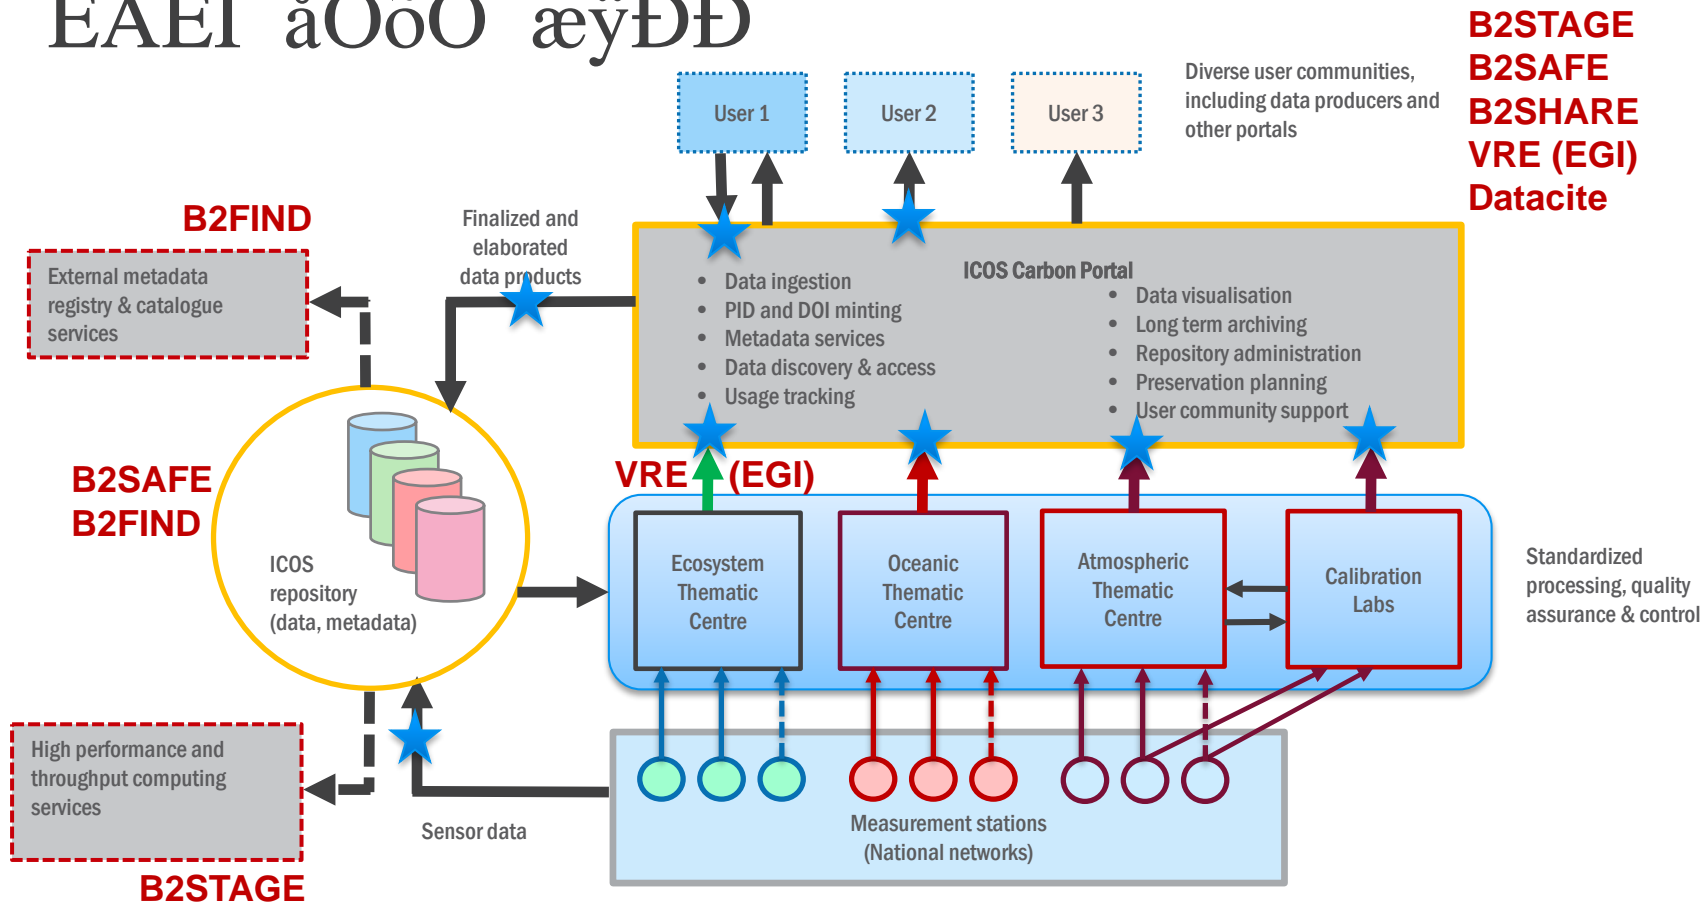 B2STAGE
B2SAFE
B2SHARE
VRE (EGI)
Datacite
Diverse user communities,
including data producers and
other portals
User 1
User 2
User 3
B2FIND
Finalized and
elaborated
data products
External metadata
registry & catalogue
services
ICOS Carbon Portal
• Data ingestion
• PID and DOI minting
• Metadata services
• Data discovery & access
• Usage tracking
• Data visualisation
• Long term archiving
• Repository administration
• Preservation planning
• User community support
B2SAFE
B2FIND
VRE (EGI)
ICOS
repository
(data, metadata)
Ecosystem
Thematic
Centre
Oceanic
Thematic
Centre
Atmospheric
Thematic
Centre
Calibration
Labs
Standardized
processing, quality
assurance & control
High performance and
throughput computing
services
Sensor data
Measurement stations
(National networks)
B2STAGE